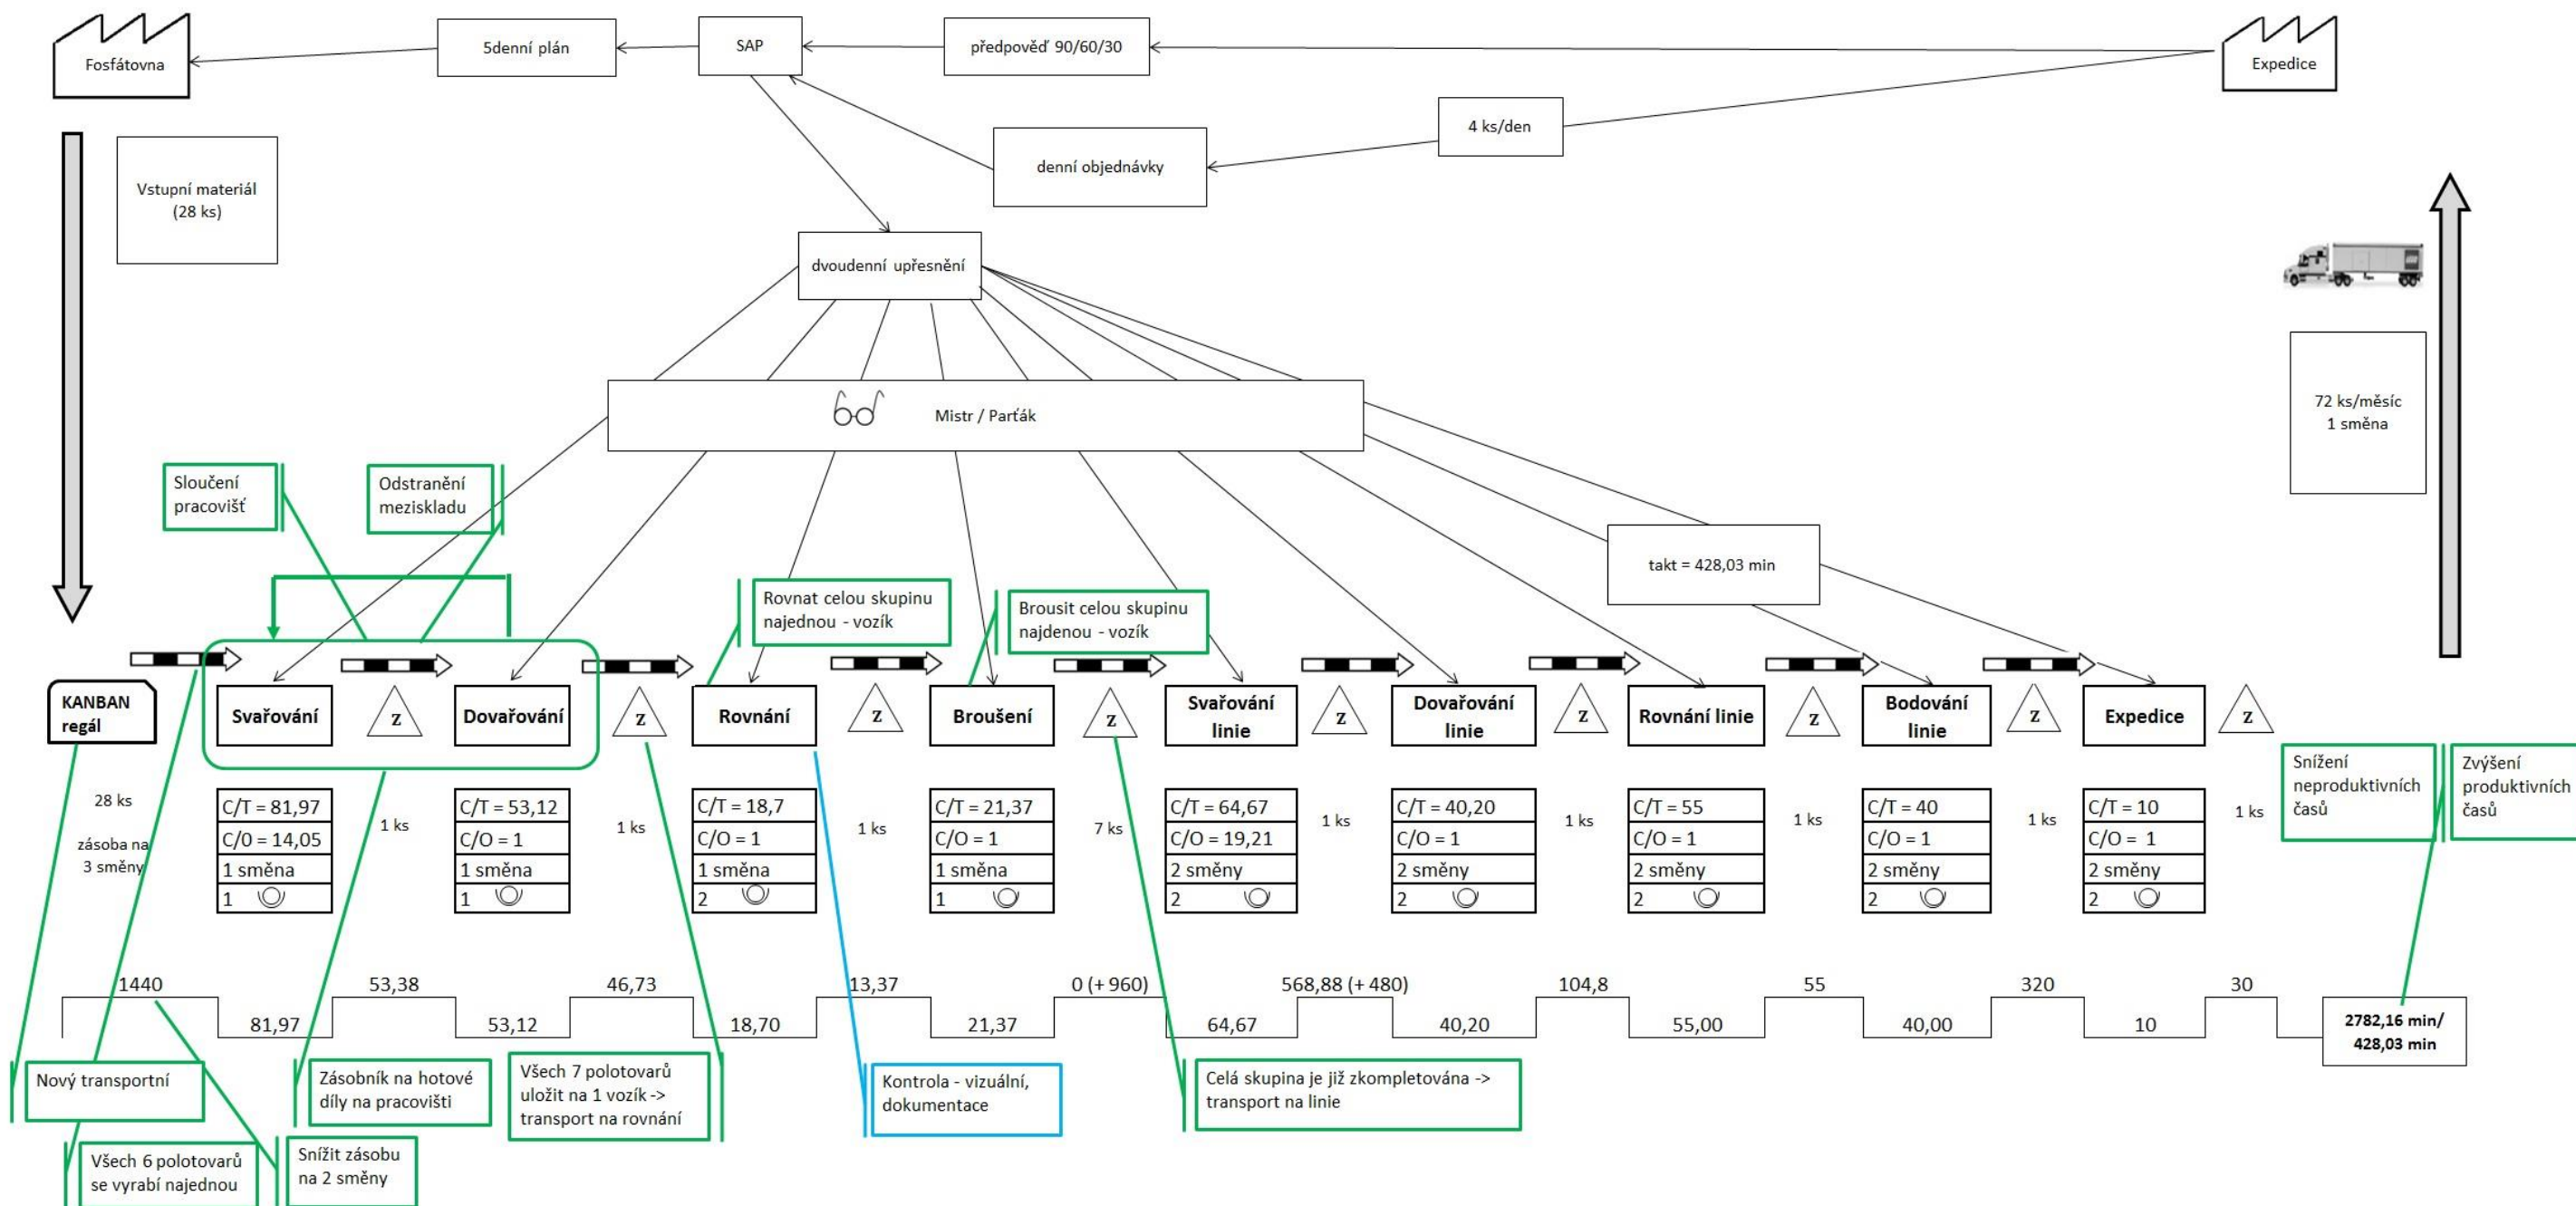 Fosfátovna
5denní plán
SAP
předpověď 90/60/30
Expedice
4 ks/den
denní objednávky
Vstupní materiál
(28 ks)
dvoudenní upřesnění
72 ks/měsíc
1 směna
Mistr / Parťák
takt = 428,03 min
Sloučení
pracovišť
Odstranění
meziskladu
Rovnat celou skupinu
najednou - vozík
Brousit celou skupinu
najdenou - vozík
KANBAN
regál
Svařování
Z
Dovařování
Z
Rovnání
Z
Broušení
Z
Svařování
linie
Z
Dovařování
linie
Z
Rovnání linie
Z
Bodování
linie
Z
Expedice
Z
Snížení
neproduktivních
časů
Zvýšení
produktivních
časů
28 ks
zásoba na
3 směny
C/T = 81,97
C/0 = 14,05
1 směna
1
1 ks
C/T = 53,12
C/O = 1
1 směna
1
1 ks
C/T = 18,7
C/O = 1
1 směna
2
1 ks
C/T = 21,37
C/O = 1
1 směna
1
7 ks
C/T = 64,67
C/O = 19,21
2 směny
2
1 ks
C/T = 40,20
C/O = 1
2 směny
2
1 ks
C/T = 55
C/O = 1
2 směny
2
1 ks
C/T = 40
C/O = 1
2 směny
2
1 ks
C/T = 10
C/O = 1
2 směny
2
1 ks
1440
81,97
53,38
53,12
46,73
18,70
13,37
21,37
0 (+ 960)
64,67
568,88 (+ 480)
40,20
104,8
55,00
55
40,00
320
10
30
2782,16 min/
428,03 min
Nový transportní
Všech 6 polotovarů
se vyrabí najednou
Snížit zásobu
na 2 směny
Zásobník na hotové
díly na pracovišti
Všech 7 polotovarů
uložit na 1 vozík ->
transport na rovnání
Kontrola - vizuální,
dokumentace
Celá skupina je již zkompletována ->
transport na linie